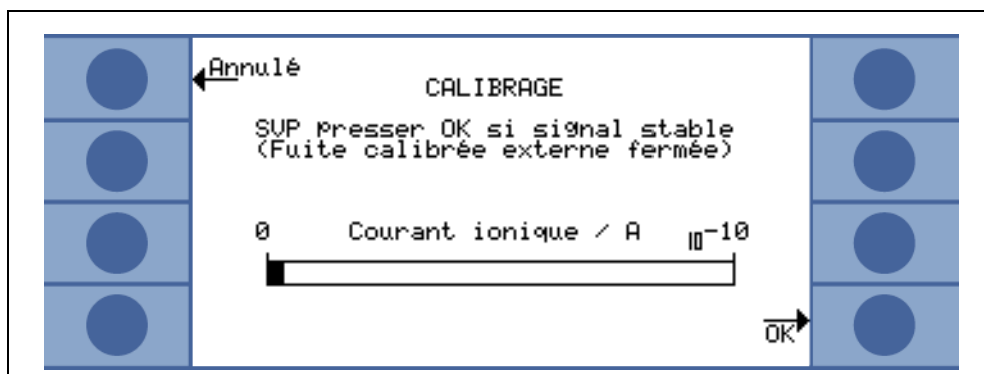 Annulé
CALIBRAGE
SVP presser OK si signal stable
(Fuite calibrée externe fermée)
0 Courant ionique / A 10-10
OK